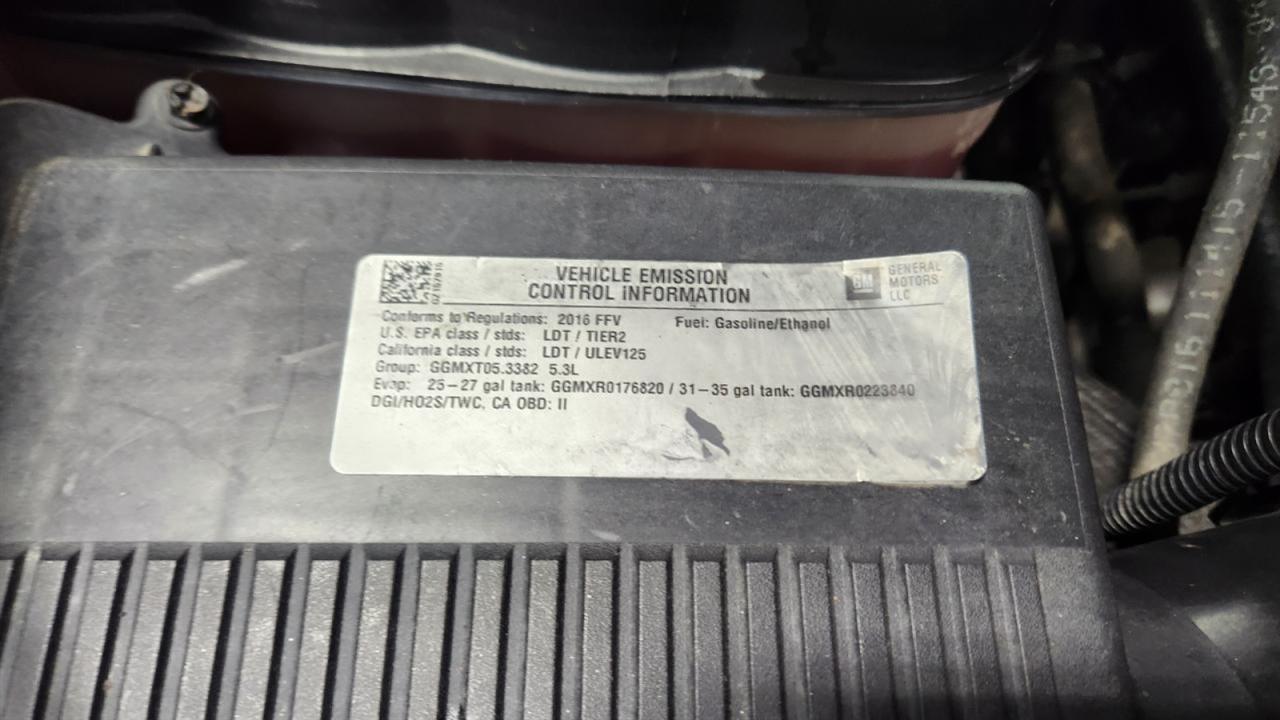 VEHICLE EMISSION
CONTROL INFORMATION
GM GENERAL
MOTORS
LLC
Conforms to Regulations: 2016 FFV Fuel: Gasoline/Ethanol
U.S. EPA class / stds: LDT / TIER2
California class / stds: LDT / ULEV125
Group: GGMXT05.3382 5.3L
Evap: 25-27 gal tank: GGMXR0176820 / 31-35 gal tank: GGMXR0223840
DGI/HO2S/TWC, CA OBD: II